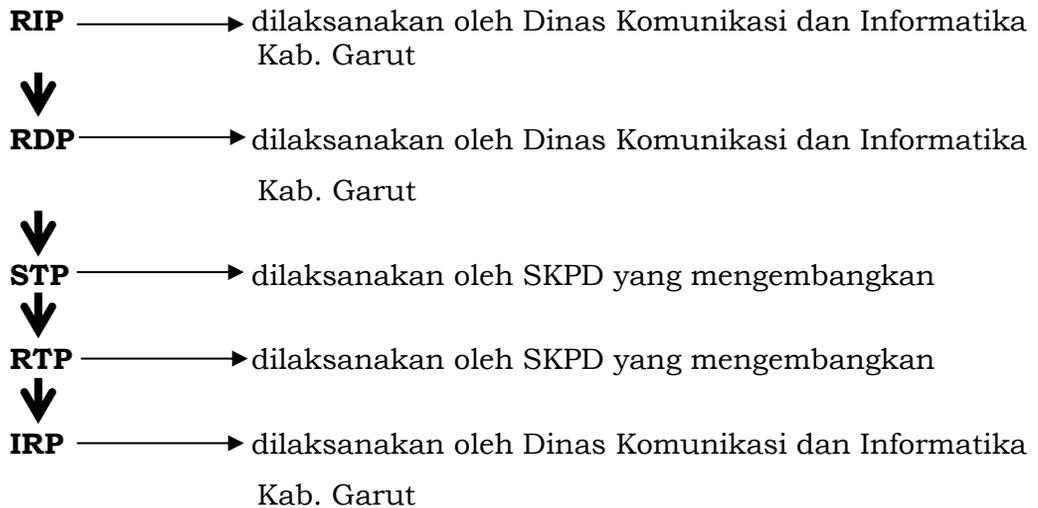 RIP dilaksanakan oleh Dinas Komunikasi dan Informatika
Kab. Garut
RDP dilaksanakan oleh Dinas Komunikasi dan Informatika
Kab. Garut
STP dilaksanakan oleh SKPD yang mengembangkan
RTP dilaksanakan oleh SKPD yang mengembangkan
IRP dilaksanakan oleh Dinas Komunikasi dan Informatika
Kab. Garut